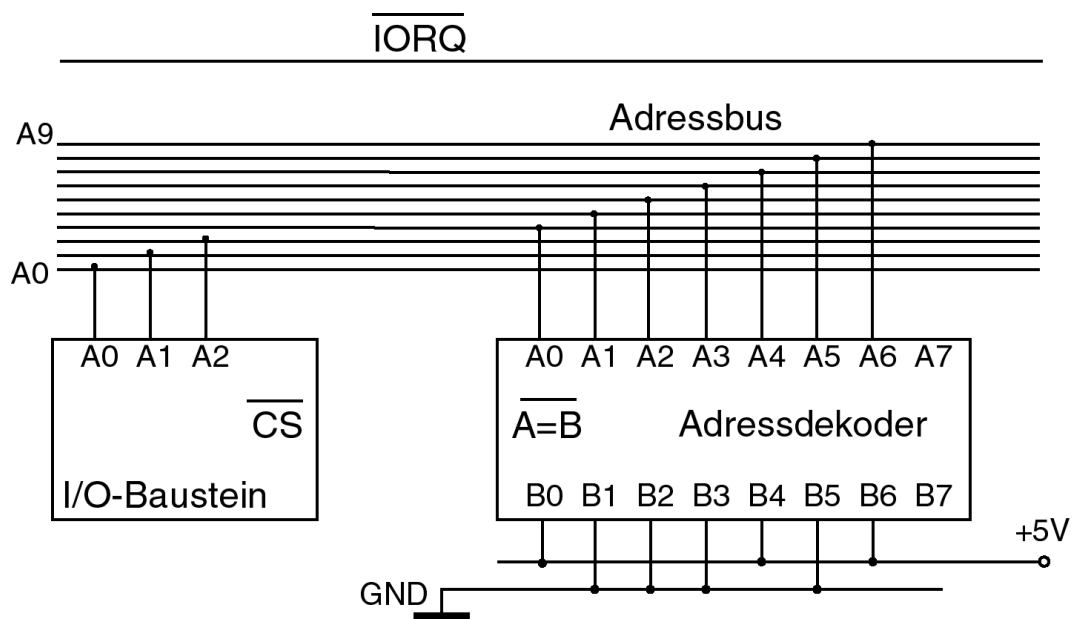 IORQ
Adressbus
A9
A0
A0 A1 A2
CS
I/O-Baustein
A0 A1 A2 A3 A4 A5 A6 A7
A=B Adressdekoder
B0 B1 B2 B3 B4 B5 B6 B7
+5V
GND